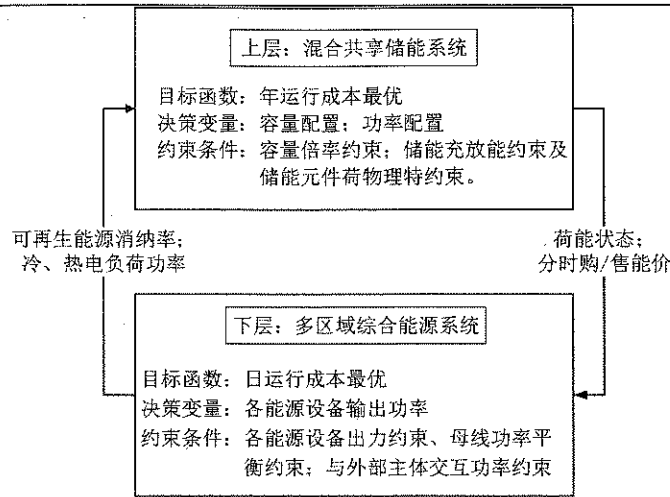 上层：混合共享储能系统
目标函数：年运行成本最优
决策变量：容量配置；功率配置
约束条件：容量倍率约束；储能充放能约束及
储能元件荷物理特约束。
可再生能源消纳率；
冷、热电负荷功率
荷能状态；
分时购/售能价
下层：多区域综合能源系统
目标函数：日运行成本最优
决策变量：各能源设备输出功率
约束条件：各能源设备出力约束、母线功率平
衡约束；与外部主体交互功率约束